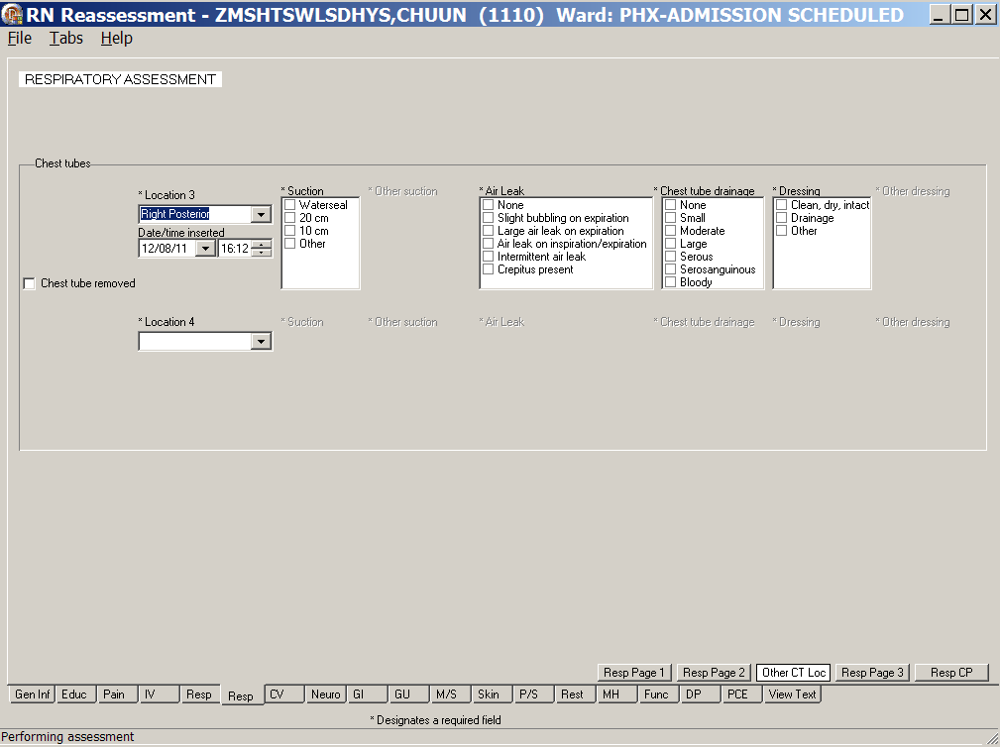 RN Reassessment - ZMSHTSWLSDHYS,CHUUN (1110) Ward: PHX-ADMISSION SCHEDULED
File Tabs Help
RESPIRATORY ASSESSMENT
Chest tubes
* Location 3
Right Posterior
Date/time inserted
12/08/11 16:12
Chest tube removed
* Suction
Waterseal
20 cm
10 cm
Other
* Other suction
* Air Leak
None
Slight bubbling on expiration
Large air leak on expiration
Air leak on inspiration/expiration
Intermittent air leak
Crepitus present
* Chest tube drainage
None
Small
Moderate
Large
Serous
Serosanguinous
Bloody
* Dressing
Clean, dry, intact
Drainage
Other
* Other dressing
* Location 4
* Suction
* Other suction
* Air Leak
* Chest tube drainage
* Dressing
* Other dressing
Resp Page 1 Resp Page 2 Other CT Loc Resp Page 3 Resp CP
Gen Inf Educ Pain IV Resp Resp CV Neuro GI GU M/S Skin P/S Rest MH Func DP PCE View Text
* Designates a required field
Performing assessment